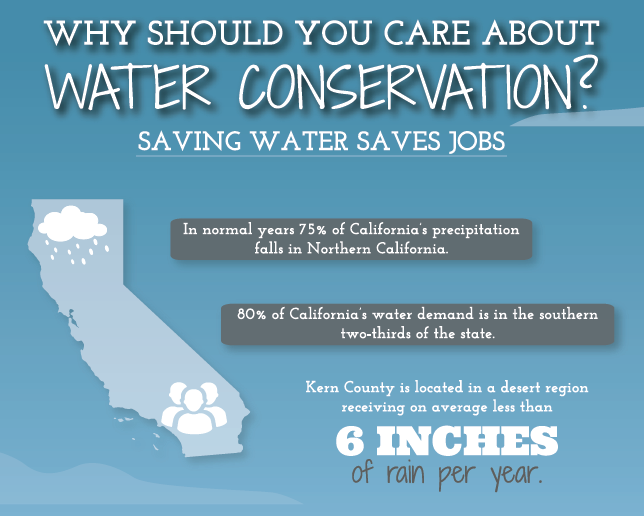 WHY SHOULD YOU CARE ABOUT
WATER CONSERVATION?
SAVING WATER SAVES JOBS
In normal years 75% of California's precipitation
falls in Northern California.
80% of California's water demand is in the southern
two-thirds of the state.
Kern County is located in a desert region
receiving on average less than
6 INCHES
of rain per year.